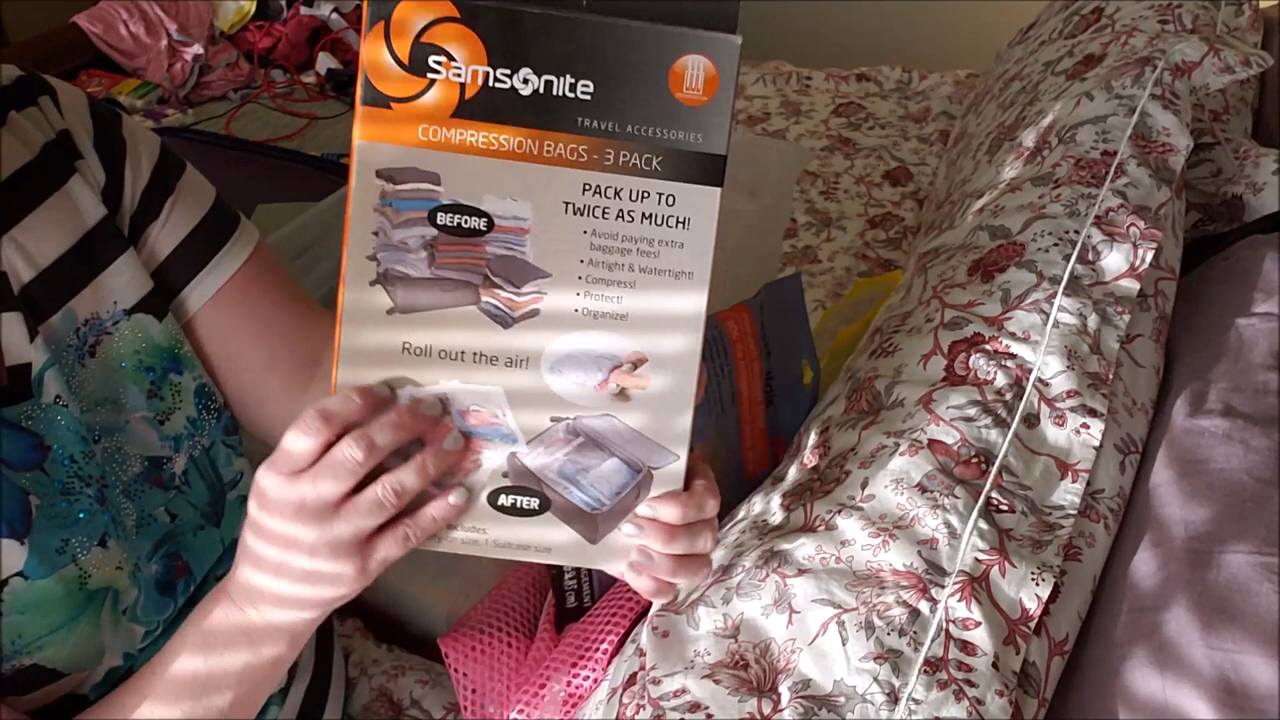 Samsonite
TRAVEL ACCESSORIES
COMPRESSION BAGS - 3 PACK
BEFORE
PACK UP TO
TWICE AS MUCH!
• Avoid paying extra
baggage fees!
• Airtight & Watertight!
• Compress!
• Protect!
• Organize!
Roll out the air!
AFTER
size, 1 Suitcase size